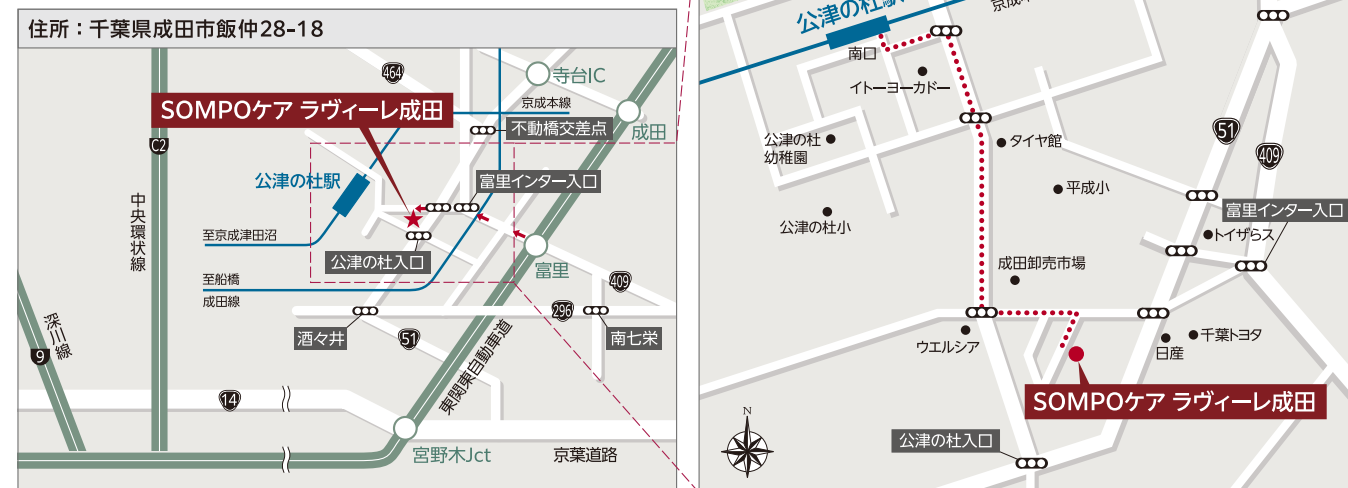 住所：千葉県成田市飯仲28-18
464
寺台IC
SOMPOケア ラヴィーレ成田
京成本線
成田
C2
不動橋交差点
公津の杜駅
富里インター入口
中央環状線
至京成津田沼
公津の杜入口
富里
至船橋
成田線
409
296
酒々井
51
南七栄
深川線
9
東関東自動車道
14
宮野木Jct
京葉道路
公津の杜駅
南口
イトーヨーカドー
公津の杜
幼稚園
タイヤ館
51
409
平成小
公津の杜小
富里インター入口
トイザらス
成田卸売市場
ウエルシア
千葉トヨタ
日産
SOMPOケア ラヴィーレ成田
N
公津の杜入口